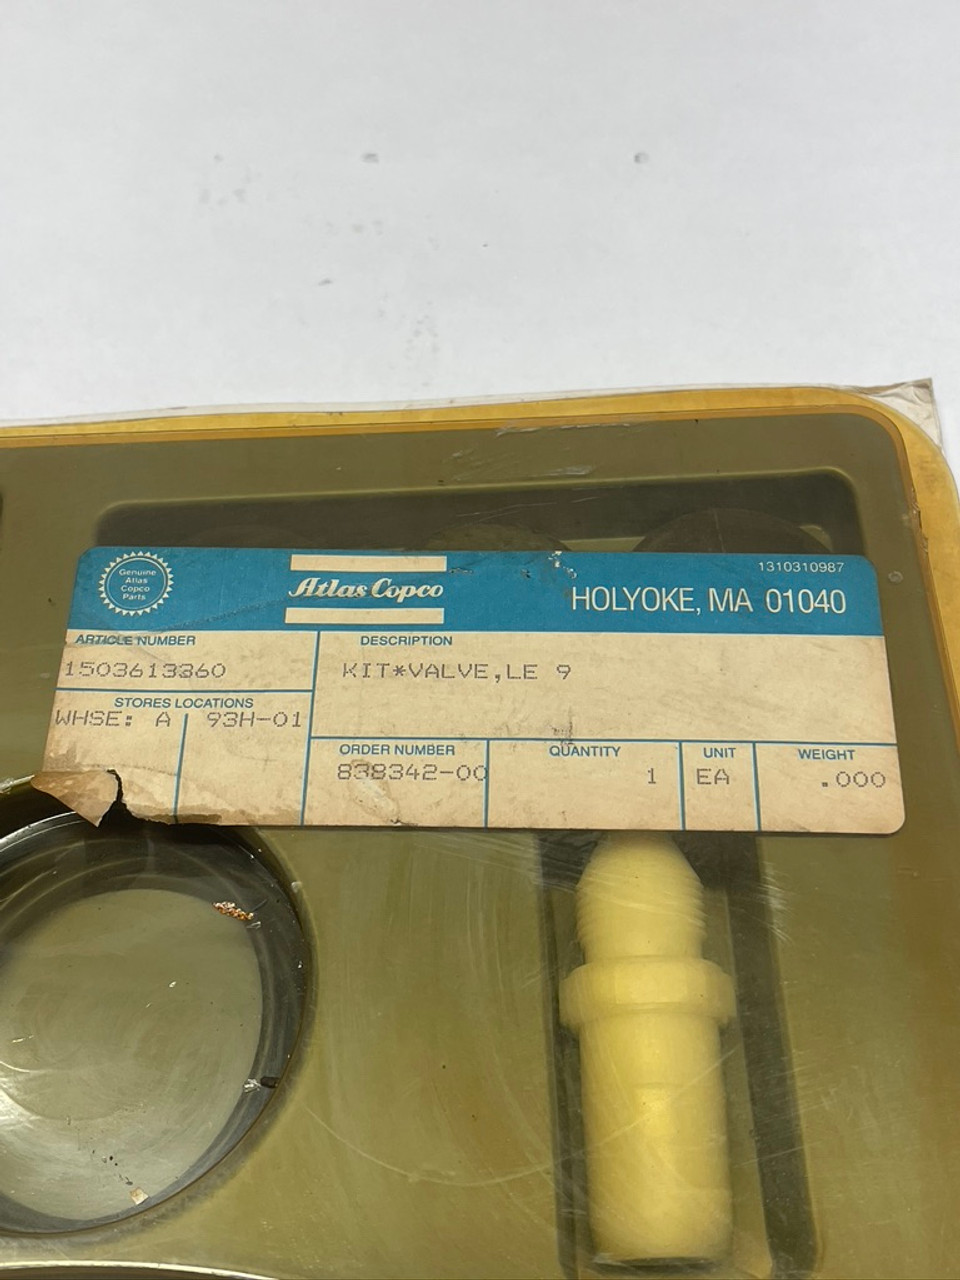 1310310987
Genuine
Atlas
Copco
Parts
Atlas Copco
HOLYOKE, MA 01040
ARTICLE NUMBER
DESCRIPTION
1503613360
KIT*VALVE,LE 9
STORES LOCATIONS
WHSE: A 93H-01
ORDER NUMBER
QUANTITY
UNIT
WEIGHT
838342-00
1
EA
.000